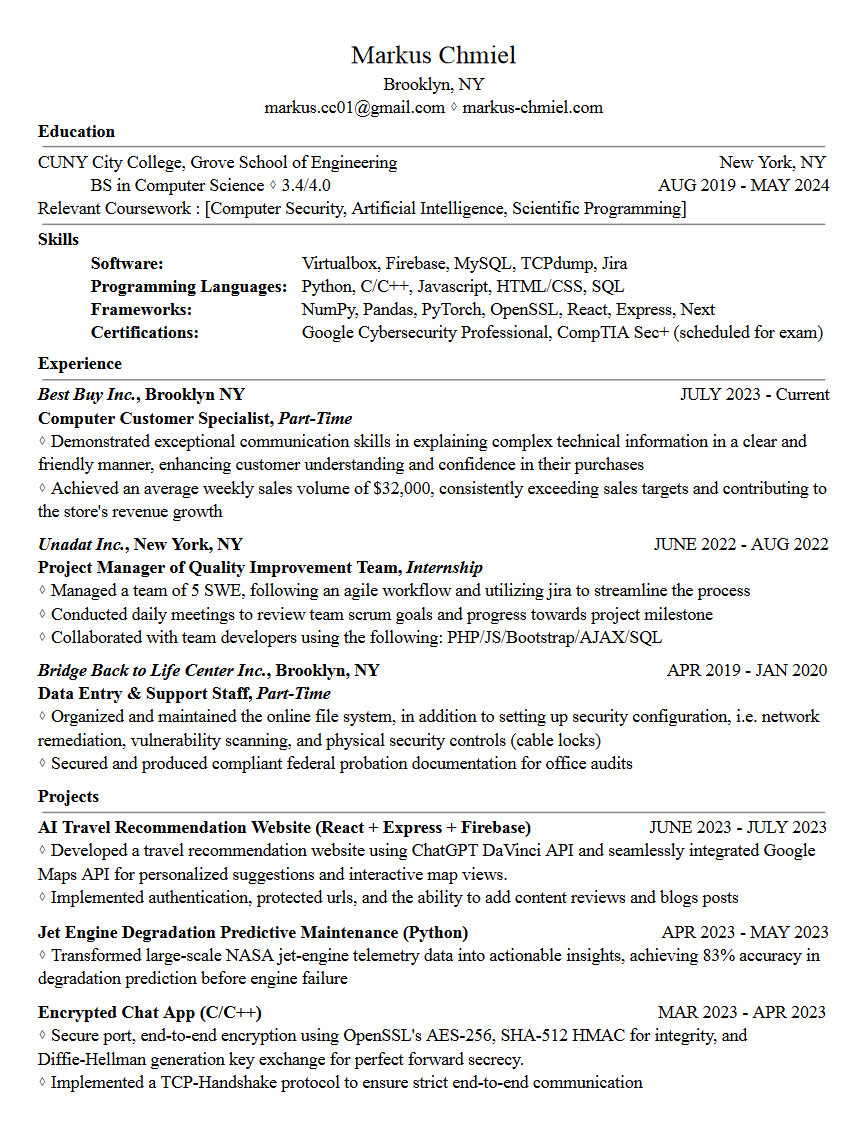 Markus Chmiel
Brooklyn, NY
markus.cc01@gmail.com ◊ markus-chmiel.com
Education
CUNY City College, Grove School of Engineering New York, NY
BS in Computer Science ◊ 3.4/4.0 AUG 2019 - MAY 2024
Relevant Coursework : [Computer Security, Artificial Intelligence, Scientific Programming]
Skills
Software: Virtualbox, Firebase, MySQL, TCPdump, Jira
Programming Languages: Python, C/C++, Javascript, HTML/CSS, SQL
Frameworks: NumPy, Pandas, PyTorch, OpenSSL, React, Express, Next
Certifications: Google Cybersecurity Professional, CompTIA Sec+ (scheduled for exam)
Experience
Best Buy Inc., Brooklyn NY JULY 2023 - Current
Computer Customer Specialist, Part-Time
◊ Demonstrated exceptional communication skills in explaining complex technical information in a clear and
friendly manner, enhancing customer understanding and confidence in their purchases
◊ Achieved an average weekly sales volume of $32,000, consistently exceeding sales targets and contributing to
the store's revenue growth
Unadat Inc., New York, NY JUNE 2022 - AUG 2022
Project Manager of Quality Improvement Team, Internship
◊ Managed a team of 5 SWE, following an agile workflow and utilizing jira to streamline the process
◊ Conducted daily meetings to review team scrum goals and progress towards project milestone
◊ Collaborated with team developers using the following: PHP/JS/Bootstrap/AJAX/SQL
Bridge Back to Life Center Inc., Brooklyn, NY APR 2019 - JAN 2020
Data Entry & Support Staff, Part-Time
◊ Organized and maintained the online file system, in addition to setting up security configuration, i.e. network
remediation, vulnerability scanning, and physical security controls (cable locks)
◊ Secured and produced compliant federal probation documentation for office audits
Projects
AI Travel Recommendation Website (React + Express + Firebase) JUNE 2023 - JULY 2023
◊ Developed a travel recommendation website using ChatGPT DaVinci API and seamlessly integrated Google
Maps API for personalized suggestions and interactive map views.
◊ Implemented authentication, protected urls, and the ability to add content reviews and blogs posts
Jet Engine Degradation Predictive Maintenance (Python) APR 2023 - MAY 2023
◊ Transformed large-scale NASA jet-engine telemetry data into actionable insights, achieving 83% accuracy in
degradation prediction before engine failure
Encrypted Chat App (C/C++) MAR 2023 - APR 2023
◊ Secure port, end-to-end encryption using OpenSSL's AES-256, SHA-512 HMAC for integrity, and
Diffie-Hellman generation key exchange for perfect forward secrecy.
◊ Implemented a TCP-Handshake protocol to ensure strict end-to-end communication